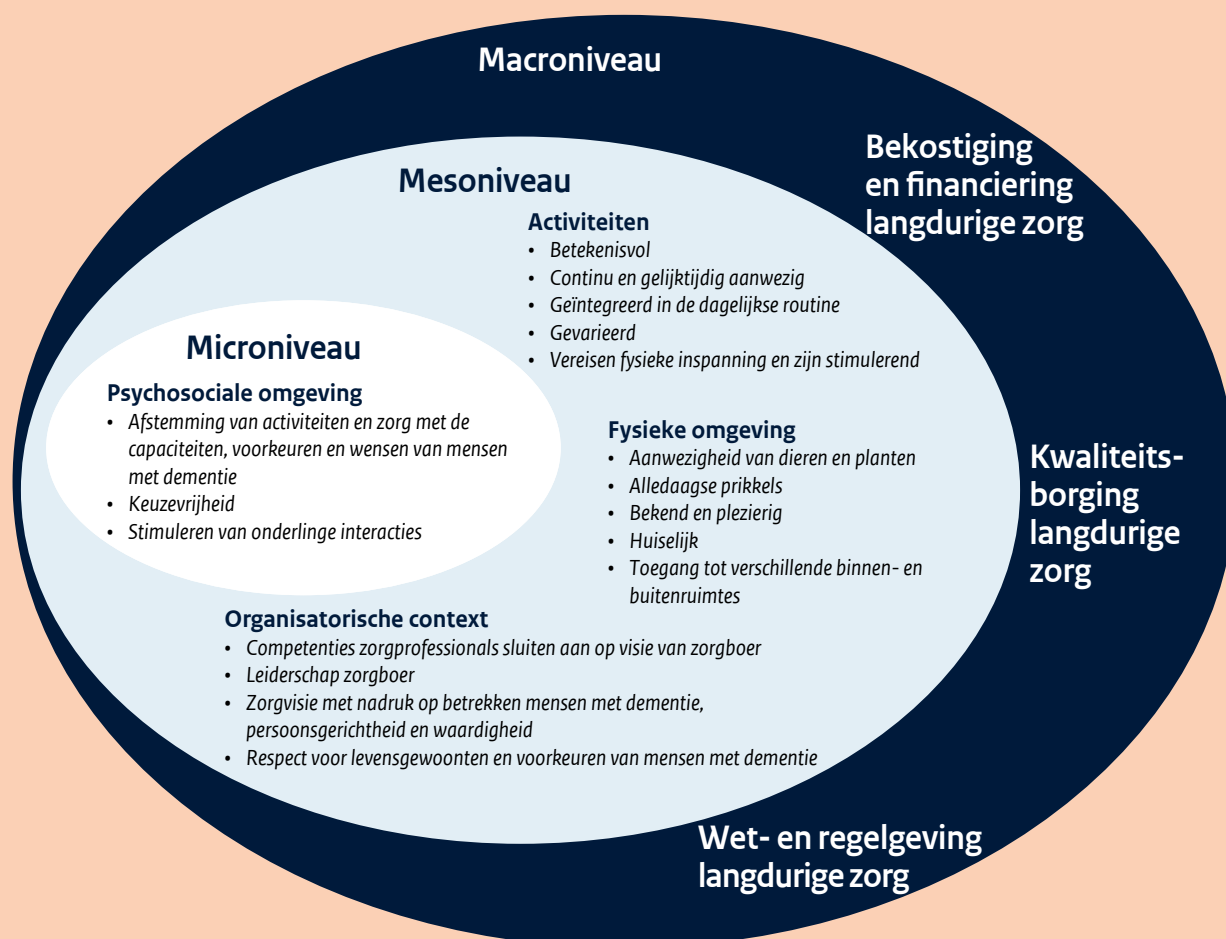 Macroniveau
Bekostiging
en financiering
langdurige zorg
Mesoniveau
Activiteiten
• Betekenisvol
• Continu en gelijktijdig aanwezig
• Geïntegreerd in de dagelijkse routine
• Gevarieerd
• Vereisen fysieke inspanning en zijn stimulerend
Microniveau
Psychosociale omgeving
• Afstemming van activiteiten en zorg met de
capaciteiten, voorkeuren en wensen van mensen
met dementie
• Keuzevrijheid
• Stimuleren van onderlinge interacties
Fysieke omgeving
• Aanwezigheid van dieren en planten
• Alledaagse prikkels
• Bekend en plezierig
• Huiselijk
• Toegang tot verschillende binnen- en
buitenruimtes
Kwaliteits-
borging
langdurige
zorg
Organisatorische context
• Competenties zorgprofessionals sluiten aan op visie van zorgboer
• Leiderschap zorgboer
• Zorgvisie met nadruk op betrekken mensen met dementie,
persoonsgerichtheid en waardigheid
• Respect voor levensgewoonten en voorkeuren van mensen met dementie
Wet- en regelgeving
langdurige zorg